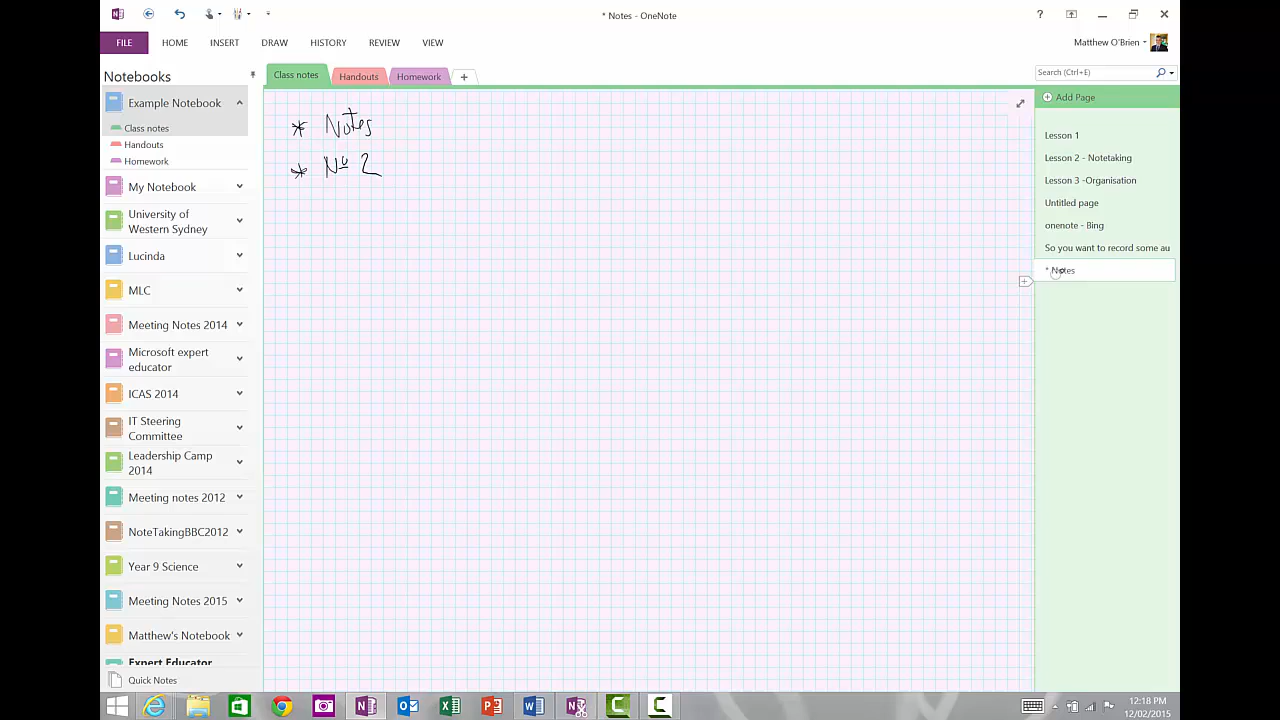 * Notes - OneNote
?
FILE
HOME
INSERT
DRAW
HISTORY
REVIEW
VIEW
Matthew O'Brien
Notebooks
Class notes
Handouts
Homework
+
Search (Ctrl+E)
Example Notebook
Class notes
Handouts
Homework
My Notebook
University of
Western Sydney
Lucinda
MLC
Meeting Notes 2014
Microsoft expert
educator
ICAS 2014
IT Steering
Committee
Leadership Camp
2014
Meeting notes 2012
NoteTakingBBC2012
Year 9 Science
Meeting Notes 2015
Matthew's Notebook
Expert Educator
Quick Notes
* Notes
* Nº 2
Add Page
Lesson 1
Lesson 2 - Notetaking
Lesson 3 -Organisation
Untitled page
onenote - Bing
So you want to record some au
* Notes
12:18 PM
12/02/2015